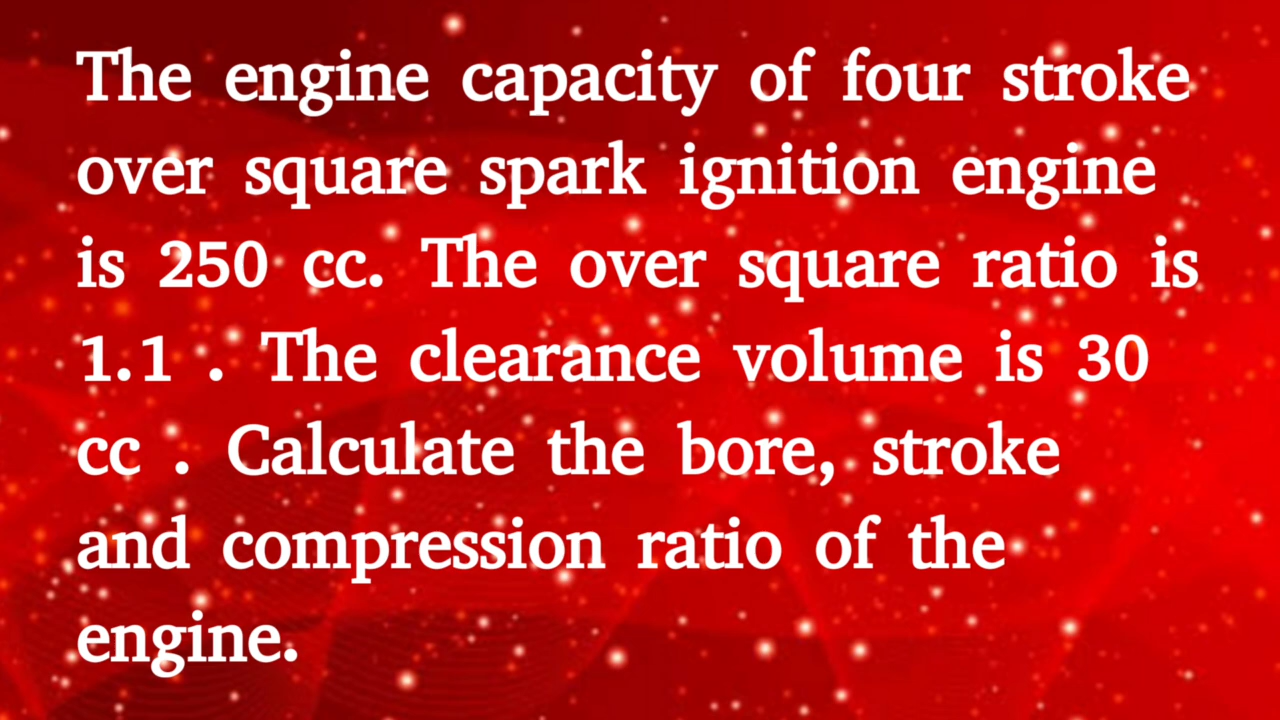 The engine capacity of four stroke
over square spark ignition engine
is 250 cc. The over square ratio is
1.1 . The clearance volume is 30
cc . Calculate the bore, stroke
and compression ratio of the
engine.